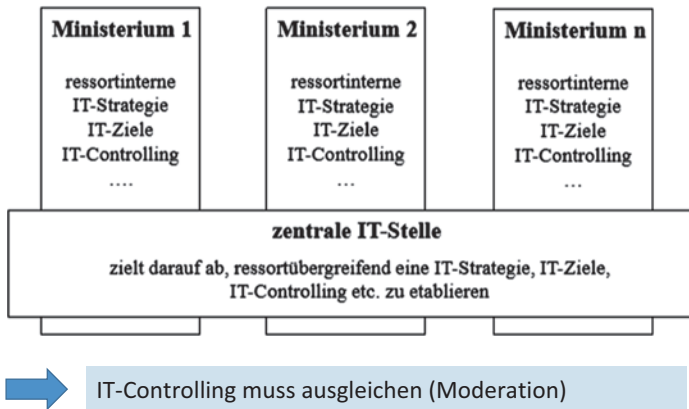 Ministerium 1
ressortinterne
IT-Strategie
IT-Ziele
IT-Controlling
....
Ministerium 2
ressortinterne
IT-Strategie
IT-Ziele
IT-Controlling
...
Ministerium n
ressortinterne
IT-Strategie
IT-Ziele
IT-Controlling
...
zentrale IT-Stelle
zielt darauf ab, ressortübergreifend eine IT-Strategie, IT-Ziele,
IT-Controlling etc. zu etablieren
IT-Controlling muss ausgleichen (Moderation)